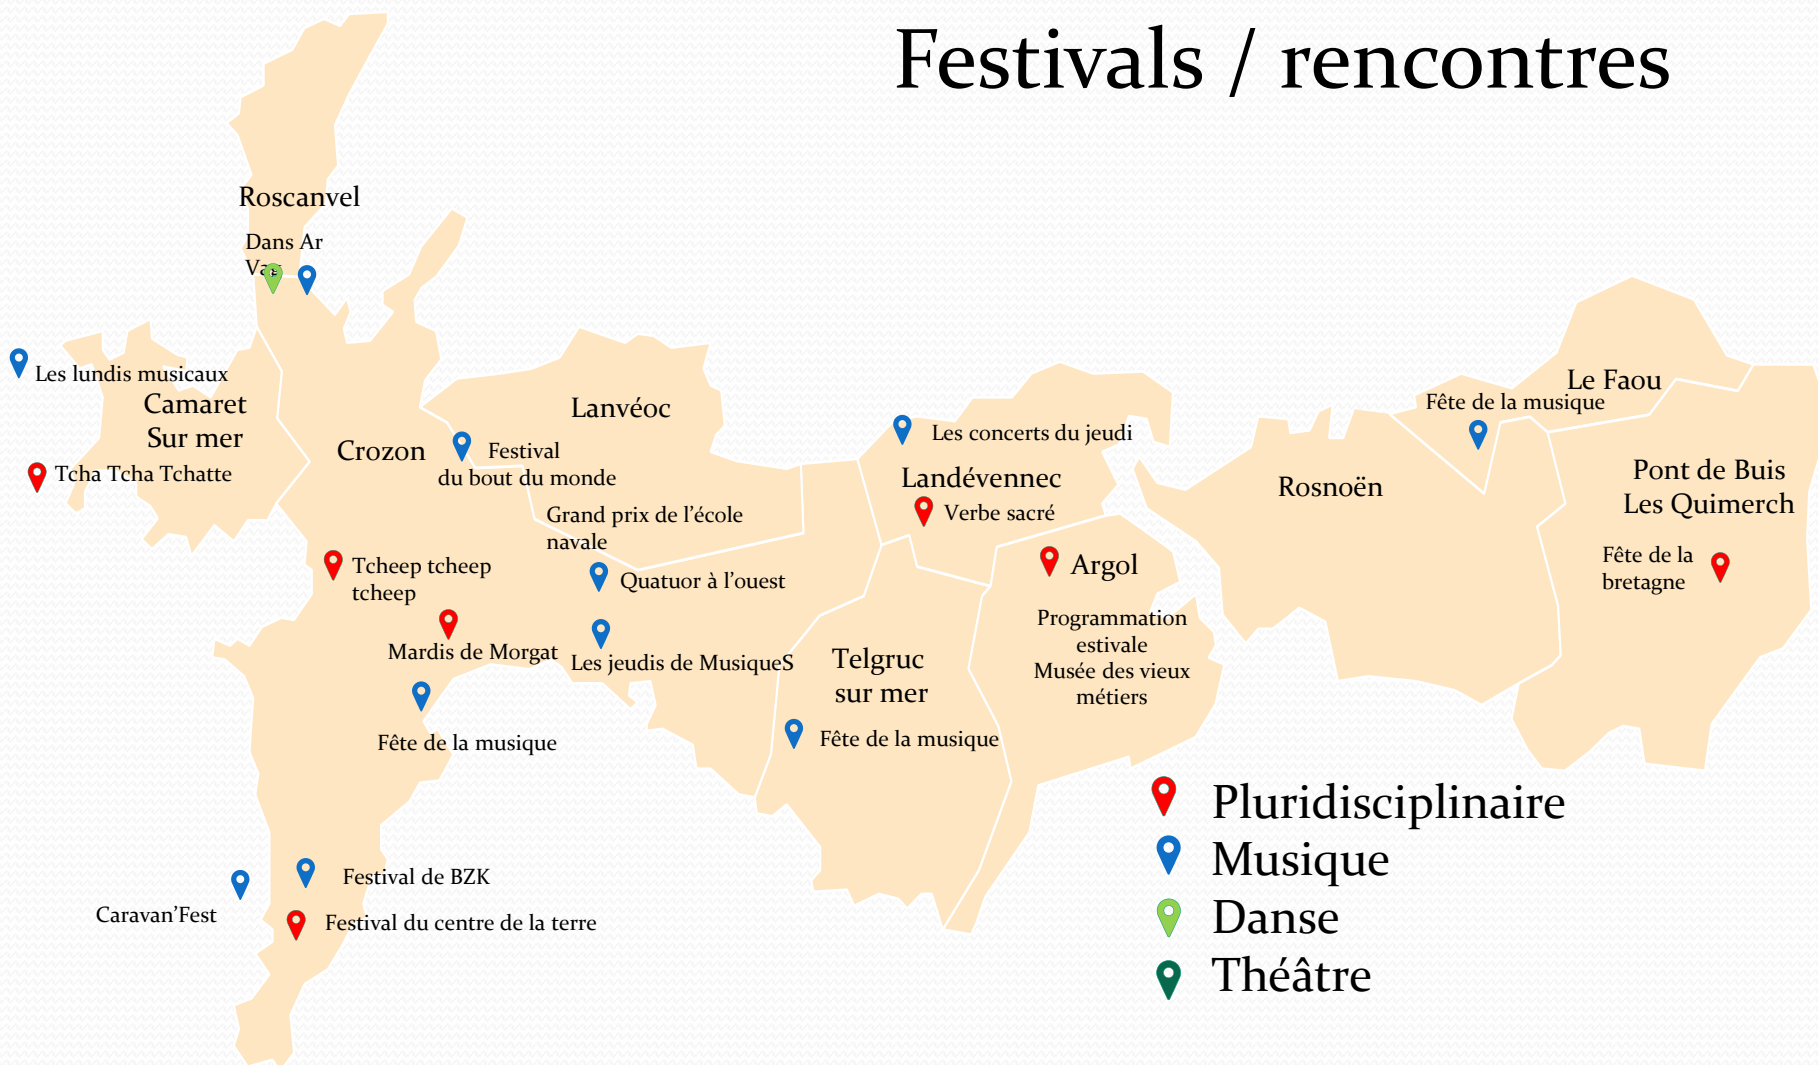 Festivals / rencontres
Roscanvel
Dans Ar
Les lundis musicaux
Camaret
Sur mer
Tcha Tcha Tchatte
Crozon
Lanvéoc
Festival
du bout du monde
Grand prix de l'école
navale
Tcheep tcheep
tcheep
Quatuor à l'ouest
Mardis de Morgat
Les jeudis de MusiqueS
Fête de la musique
Festival de BZK
Caravan'Fest
Festival du centre de la terre
Les concerts du jeudi
Landévennec
Verbe sacré
Argol
Programmation
estivale
Musée des vieux
métiers
Telgruc
sur mer
Fête de la musique
Rosnoën
Le Faou
Fête de la musique
Pont de Buis
Les Quimerch
Fête de la
bretagne
Pluridisciplinaire
Musique
Danse
Théâtre